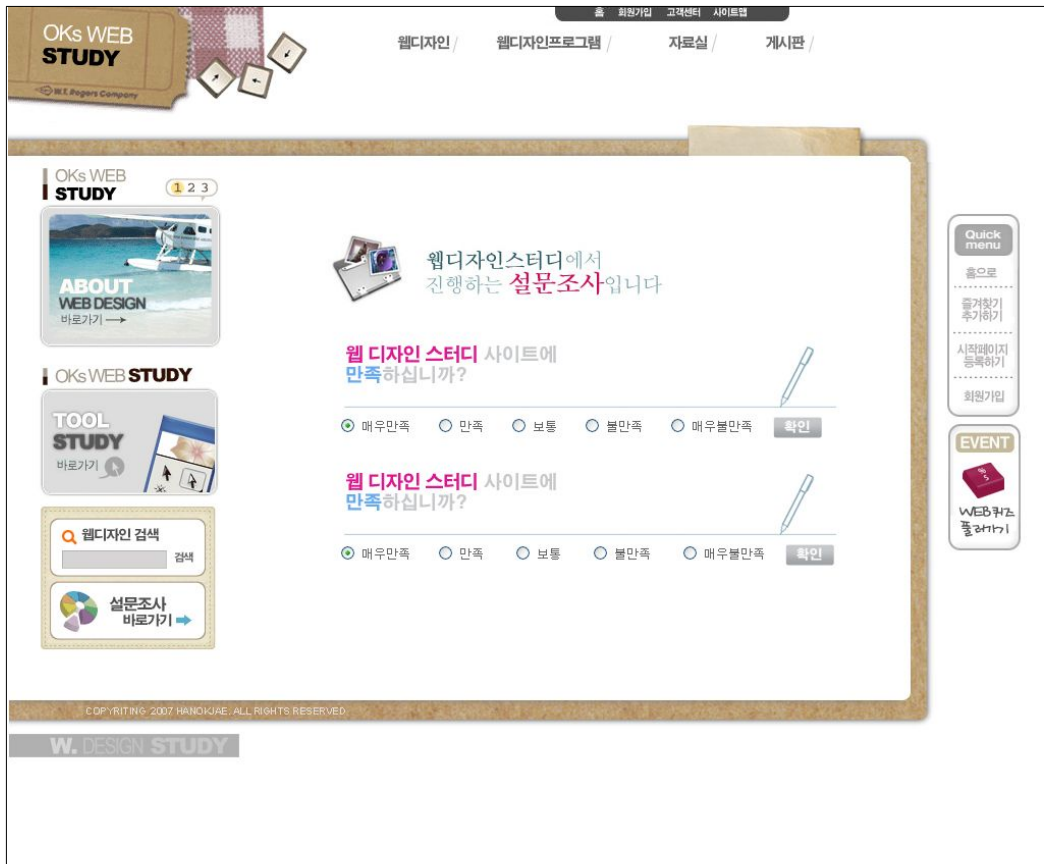 홈 회원가입 고객센터 사이트맵
OKs WEB
STUDY
W.T. Rogers Company
웹디자인 / 웹디자인프로그램 / 자료실 / 게시판 /
OKs WEB
STUDY
1 2 3
ABOUT
WEB DESIGN
바로가기
OKs WEB STUDY
TOOL
STUDY
바로가기
웹디자인 검색
검색
설문조사
바로가기
웹디자인스터디에서
진행하는 설문조사입니다
웹 디자인 스터디 사이트에
만족하십니까?
매우만족 만족 보통 불만족 매우불만족 확인
웹 디자인 스터디 사이트에
만족하십니까?
매우만족 만족 보통 불만족 매우불만족 확인
Quick
menu
홈으로
즐겨찾기
추가하기
시작페이지
등록하기
회원가입
EVENT
WEB퀴즈
풀러가기
COPYRITING 2007 HANOKJAE. ALL RIGHTS RESERVED.
W. DESIGN STUDY